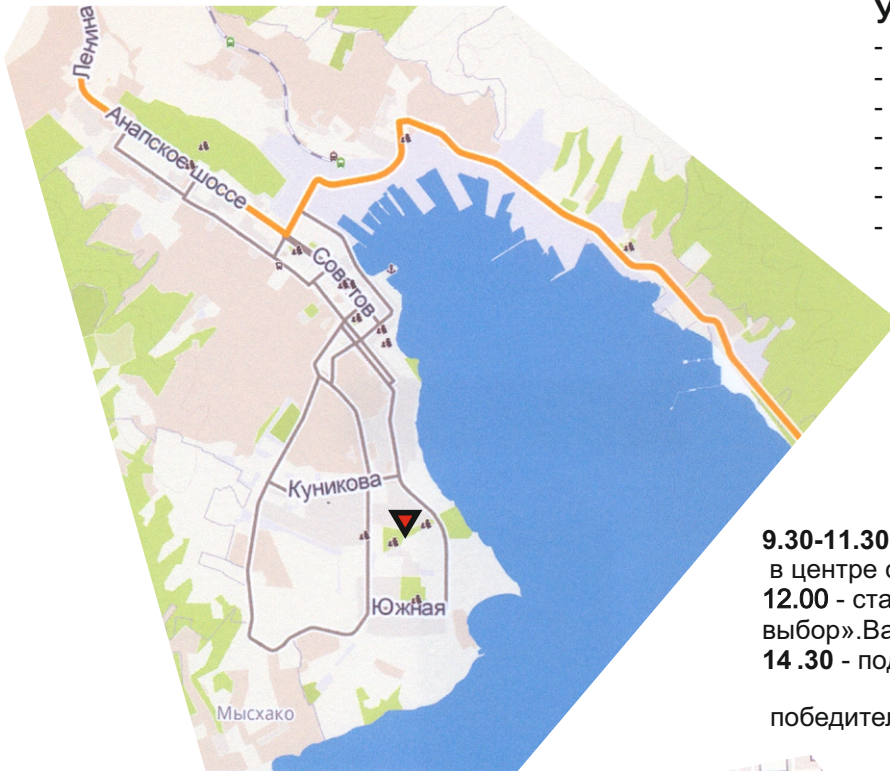 Ленина
Анапское шоссе
Советов
Куникова
Южная
Мысхако
У
-
-
-
-
-
-
-
9.30-11.30
в центре
12.00 - ста
выбор».Ва
14 .30 - под
победител